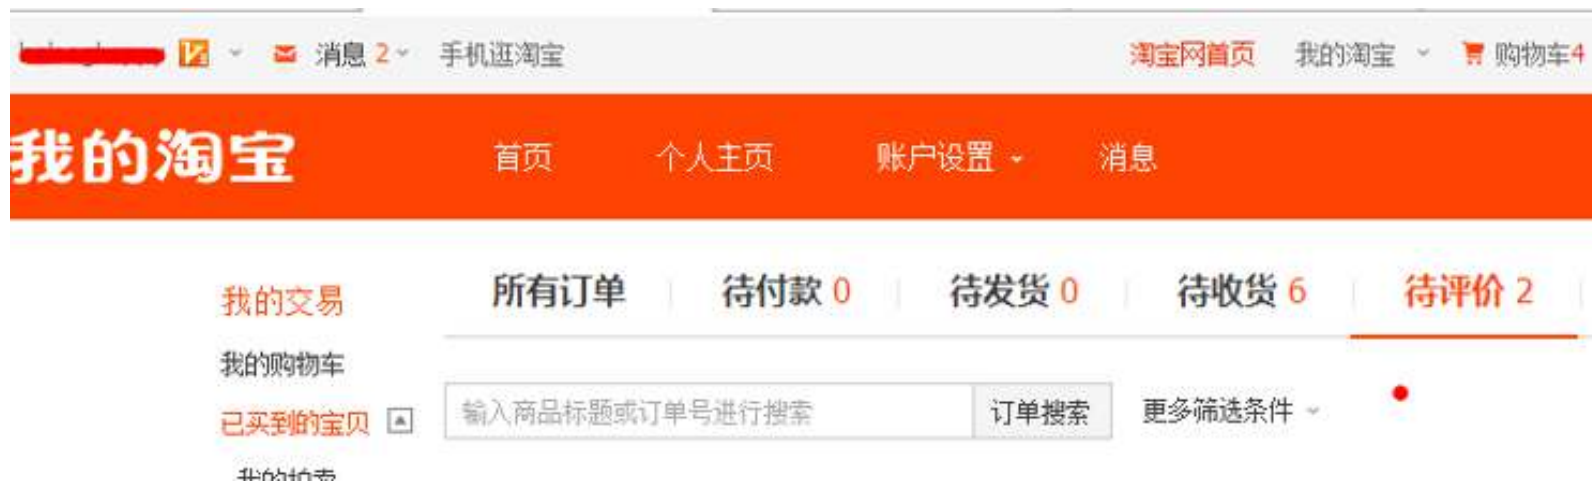 消息 2 手机逛淘宝 淘宝网首页 我的淘宝 购物车4
我的淘宝 首页 个人主页 账户设置 消息
我的交易 所有订单 待付款 0 待发货 0 待收货 6 待评价 2
我的购物车
已买到的宝贝 输入商品标题或订单号进行搜索 订单搜索 更多筛选条件